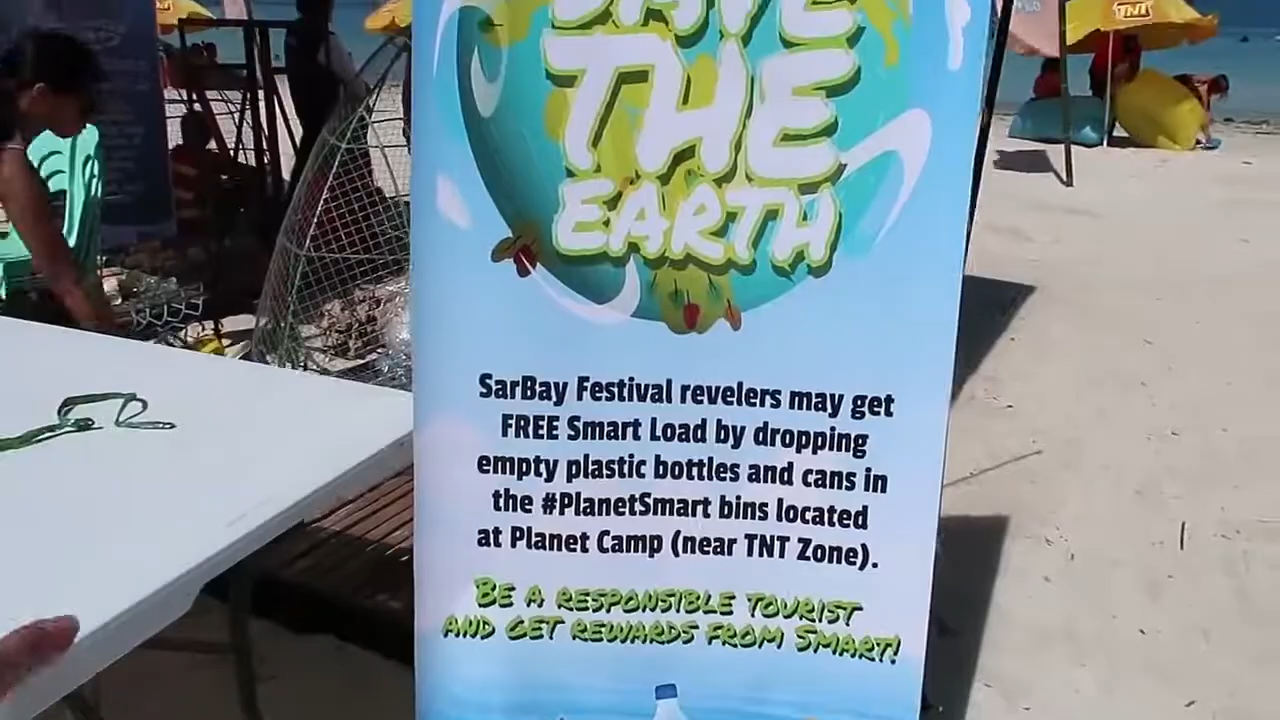 SAVE
THE
EARTH
SarBay Festival revelers may get
FREE Smart Load by dropping
empty plastic bottles and cans in
the #PlanetSmart bins located
at Planet Camp (near TNT Zone).
BE A RESPONSIBLE TOURIST
AND GET REWARDS FROM SMART!
TNT